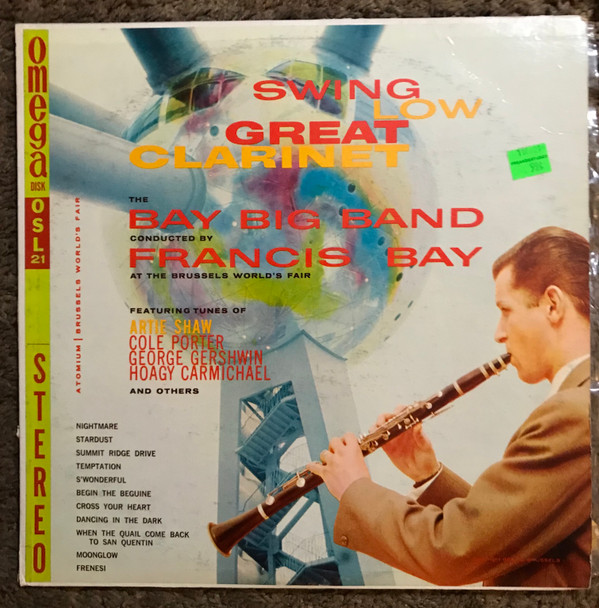 omega
DISK
OSL
21
STEREO
ATOMIUM | BRUSSELS WORLD'S FAIR
SWING
LOW
GREAT
CLARINET
THE
BAY BIG BAND
CONDUCTED BY
FRANCIS BAY
AT THE BRUSSELS WORLD'S FAIR
FEATURING TUNES OF
ARTIE SHAW
COLE PORTER
GEORGE GERSHWIN
HOAGY CARMICHAEL
AND OTHERS
NIGHTMARE
STARDUST
SUMMIT RIDGE DRIVE
TEMPTATION
S'WONDERFUL
BEGIN THE BEGUINE
CROSS YOUR HEART
DANCING IN THE DARK
WHEN THE QUAIL COME BACK
TO SAN QUENTIN
MOONGLOW
FRENESI